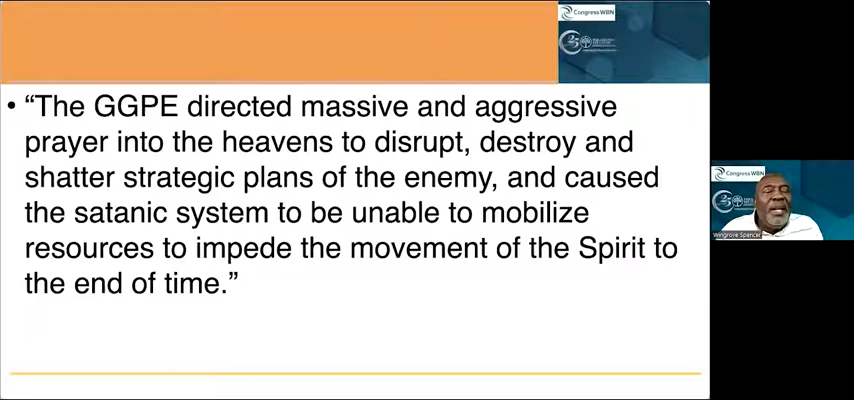 Congress WBN
• “The GGPE directed massive and aggressive
prayer into the heavens to disrupt, destroy and
shatter strategic plans of the enemy, and caused
the satanic system to be unable to mobilize
resources to impede the movement of the Spirit to
the end of time.”
Congress WBN
Wingrove Spencer